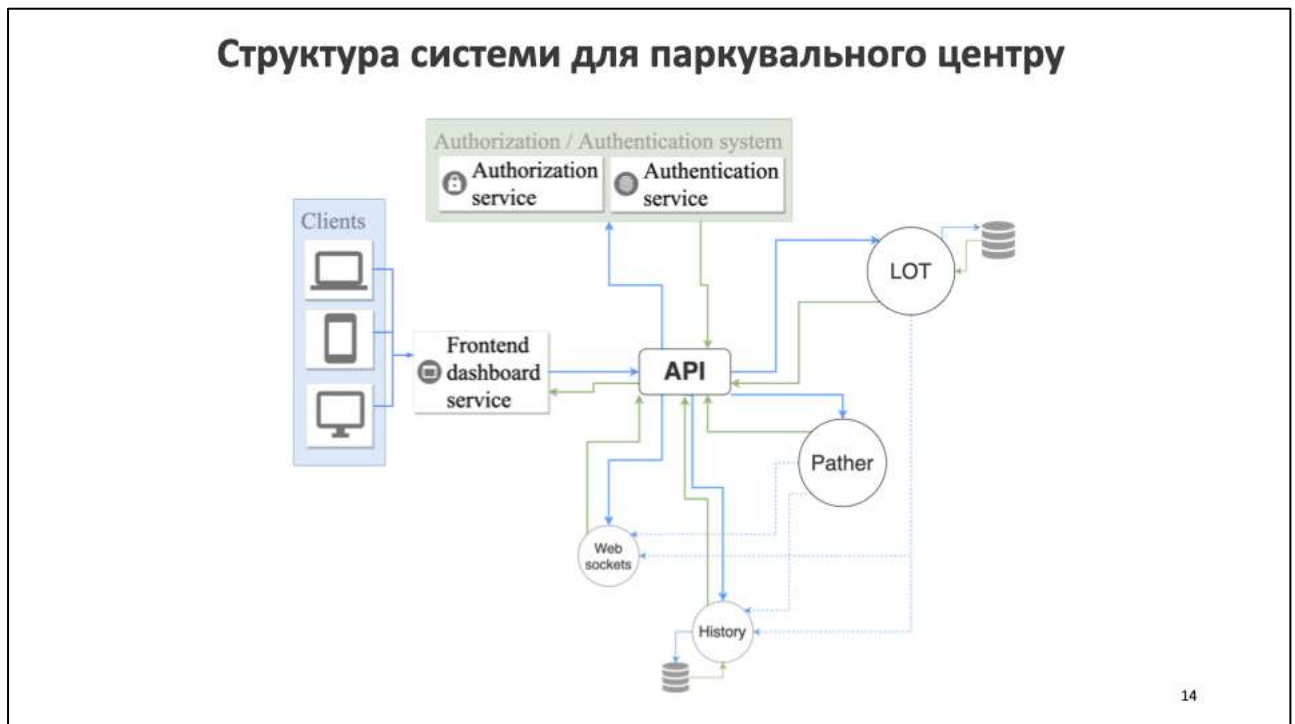 Структура системи для паркувального центру
Authorization / Authentication system
Authorization
service
Authentication
service
Clients
LOT
Frontend
dashboard
service
API
Pather
Web
sockets
History
14